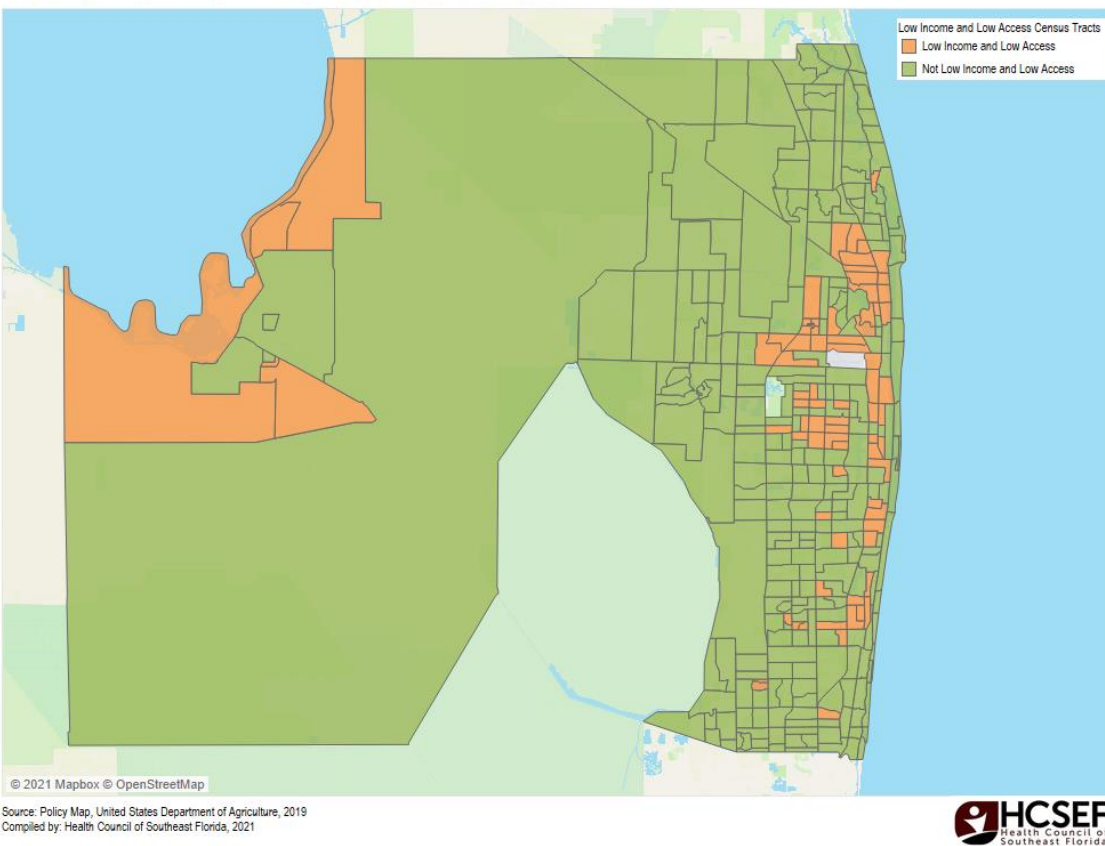 Low Income and Low Access Census Tracts
Low Income and Low Access
Not Low Income and Low Access
© 2021 Mapbox © OpenStreetMap
Source: Policy Map, United States Department of Agriculture, 2019
Compiled by: Health Council of Southeast Florida, 2021
HCSEF
Health Council of
Southeast Florida